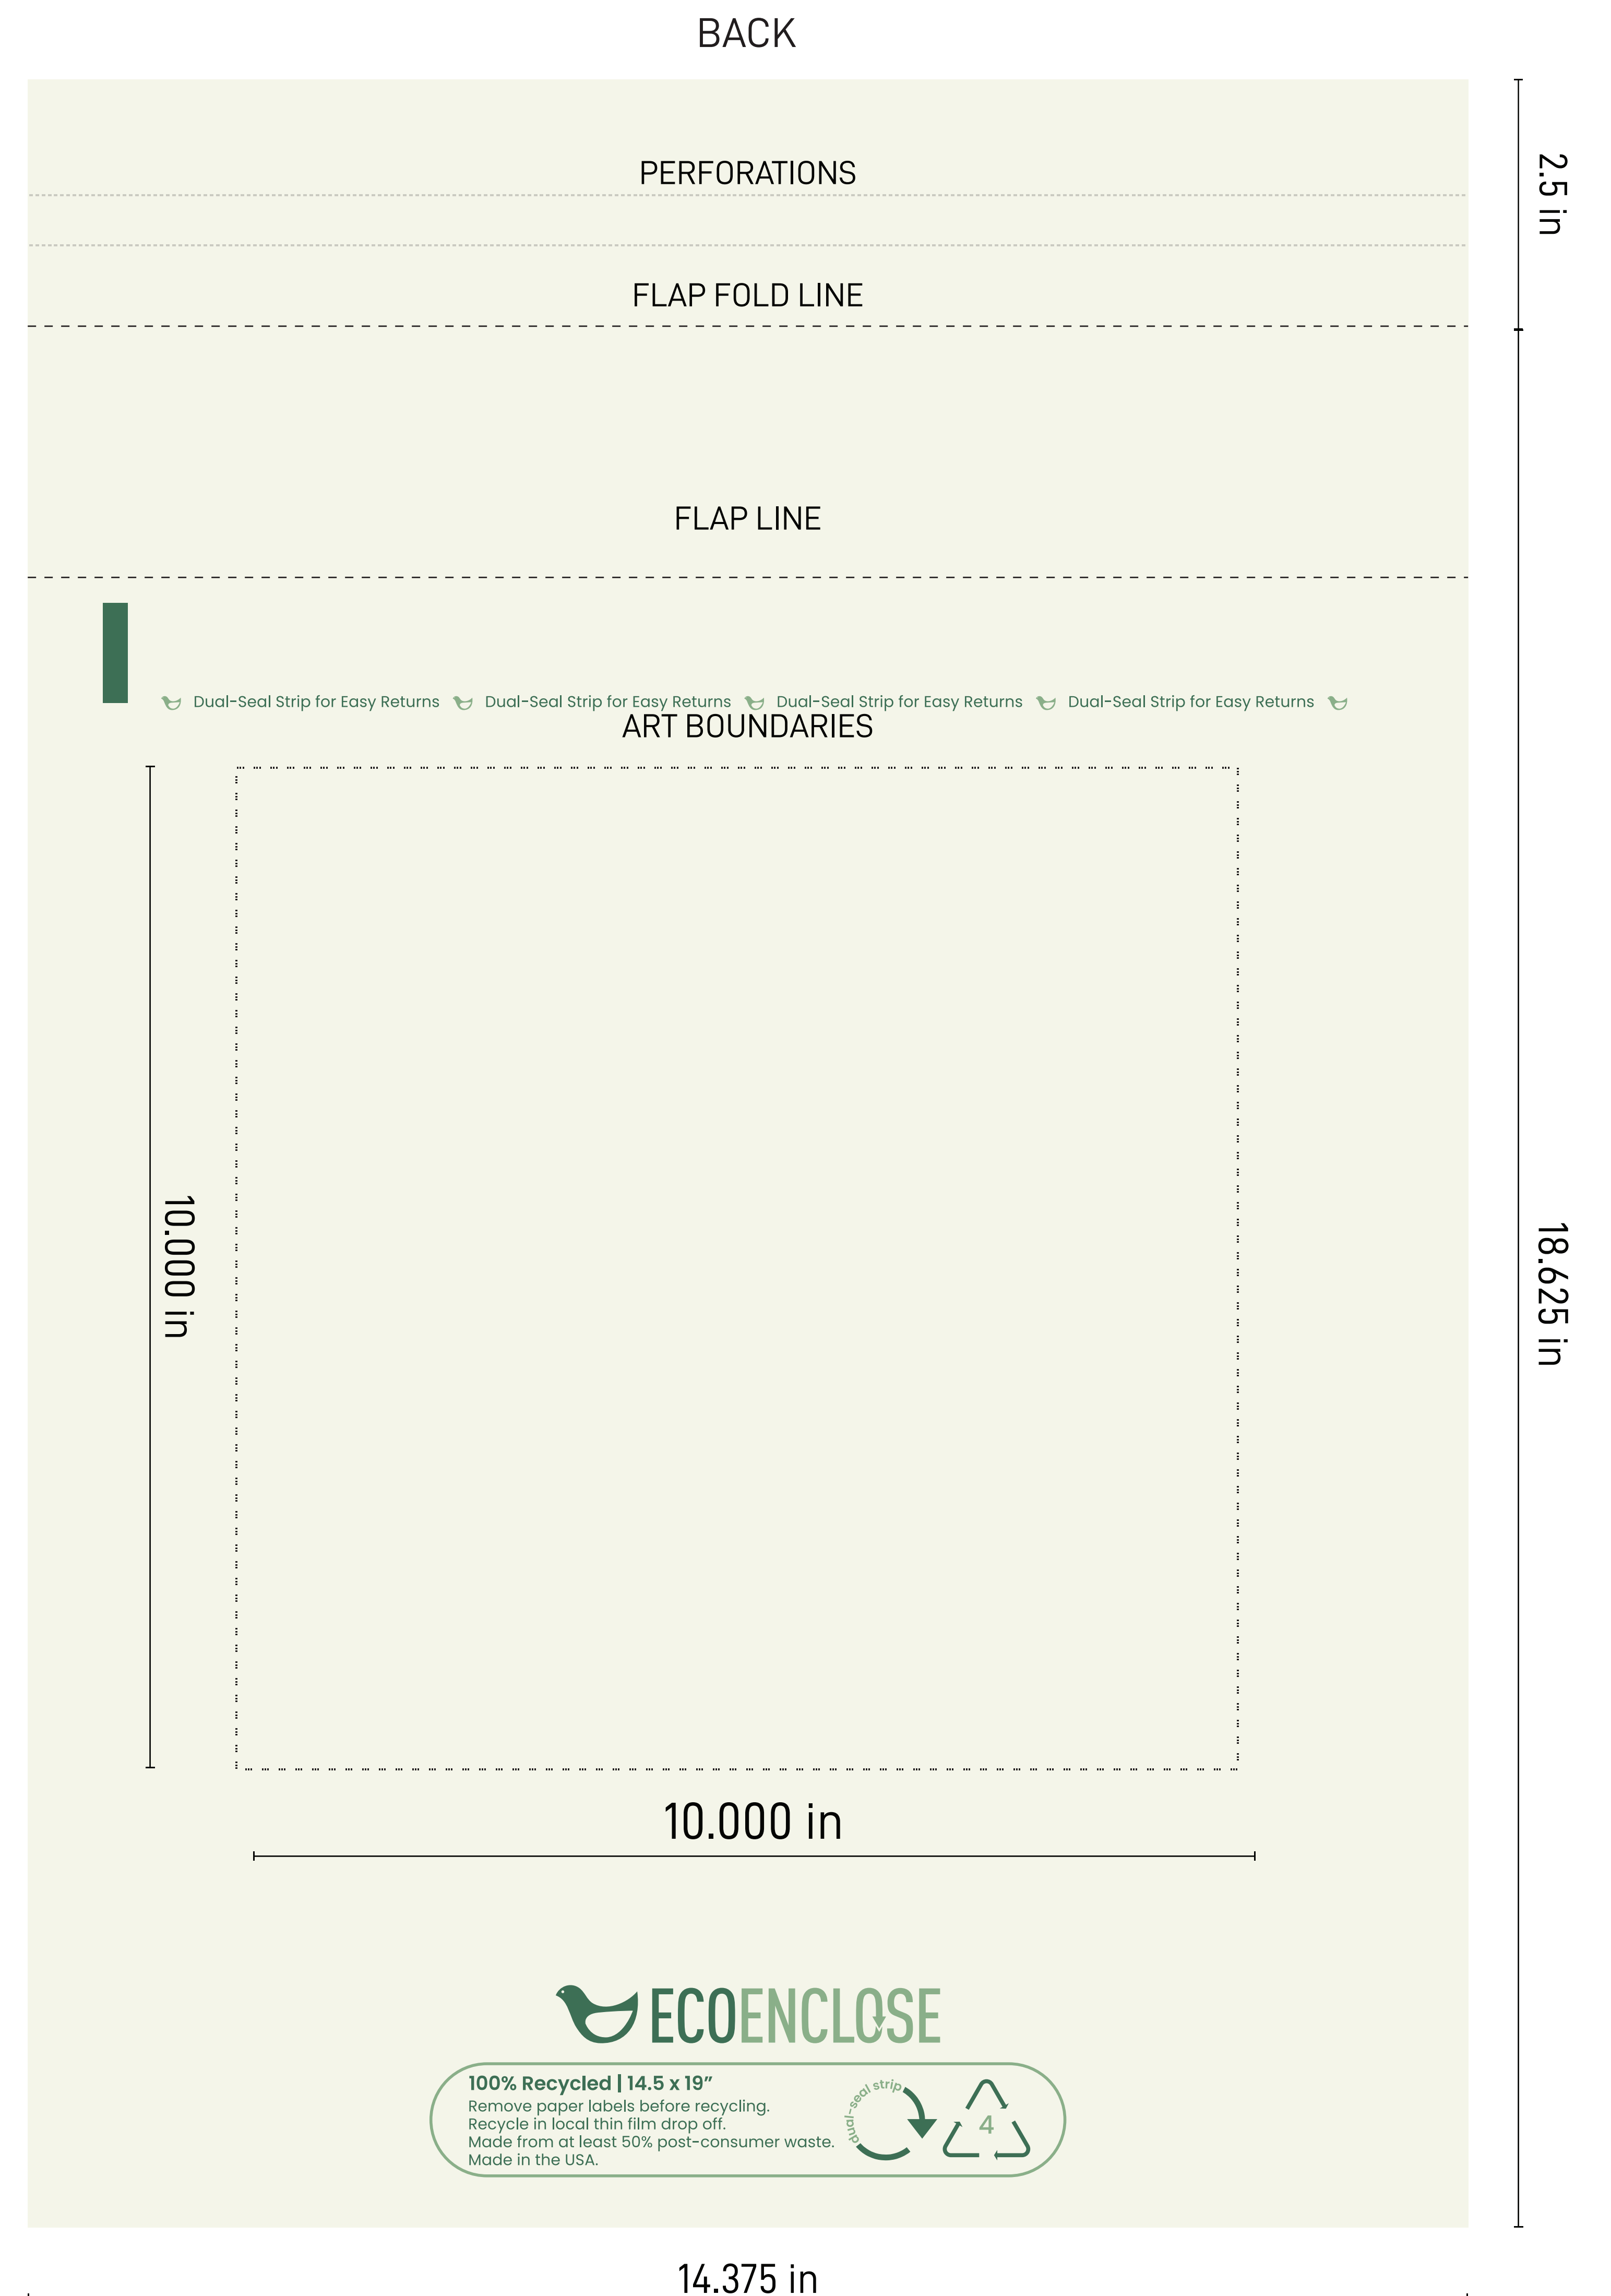 BACK
PERFORATIONS
2.5 in
FLAP FOLD LINE
FLAP LINE
Dual-Seal Strip for Easy Returns Dual-Seal Strip for Easy Returns Dual-Seal Strip for Easy Returns Dual-Seal Strip for Easy Returns
ART BOUNDARIES
10.000 in
18.625 in
10.000 in
ECOENCLOSE
100% Recycled | 14.5 x 19”
Remove paper labels before recycling.
Recycle in local thin film drop off.
Made from at least 50% post-consumer waste.
Made in the USA.
dual-seal strip
4
14.375 in